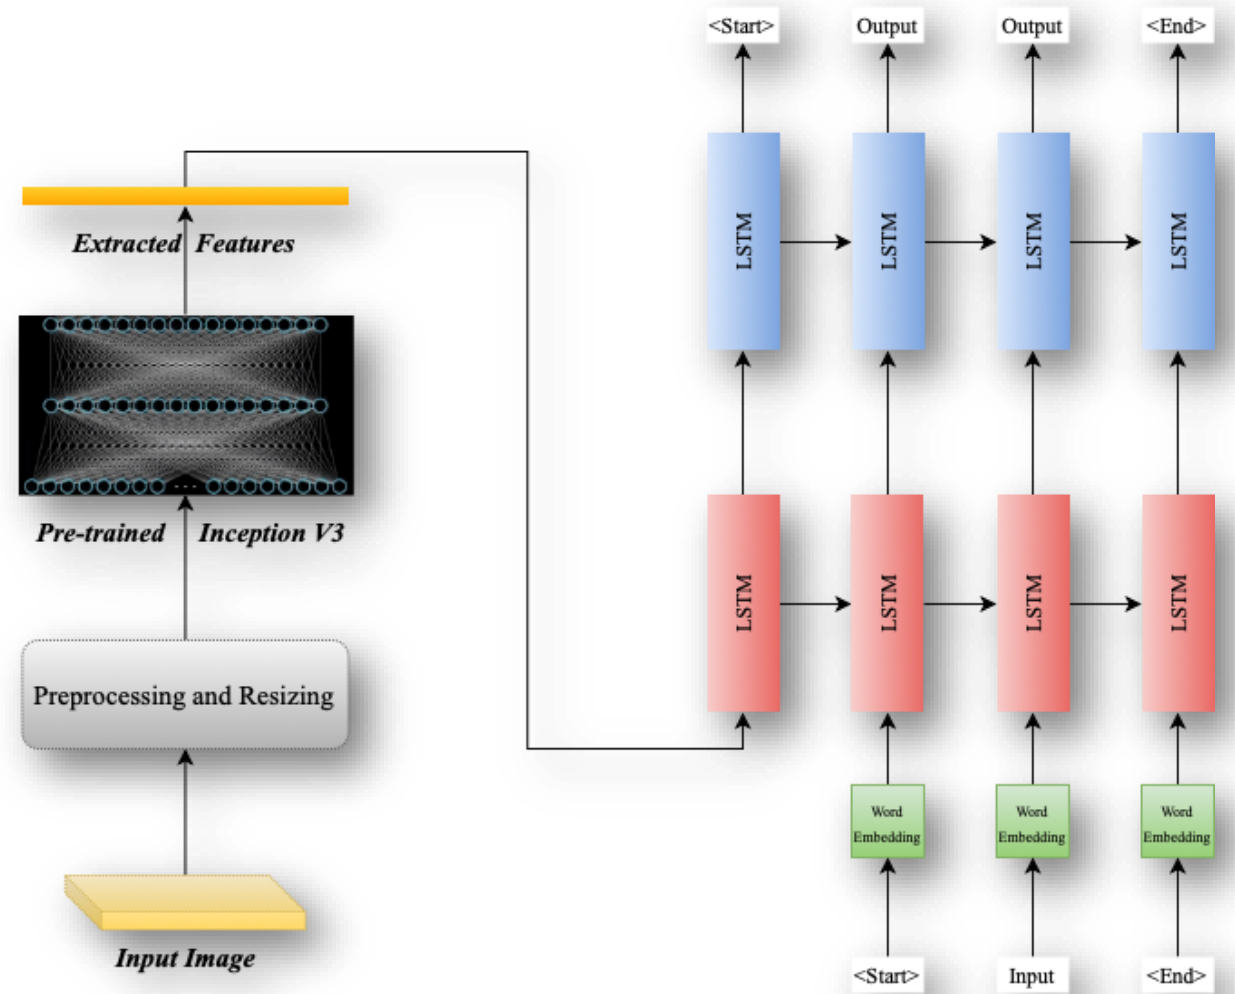 <Start>
Output
Output
<End>
LSTM
LSTM
LSTM
LSTM
Extracted Features
Pre-trained Inception V3
LSTM
LSTM
LSTM
LSTM
Preprocessing and Resizing
Word
Embedding
Word
Embedding
Word
Embedding
Input Image
<Start>
Input
<End>